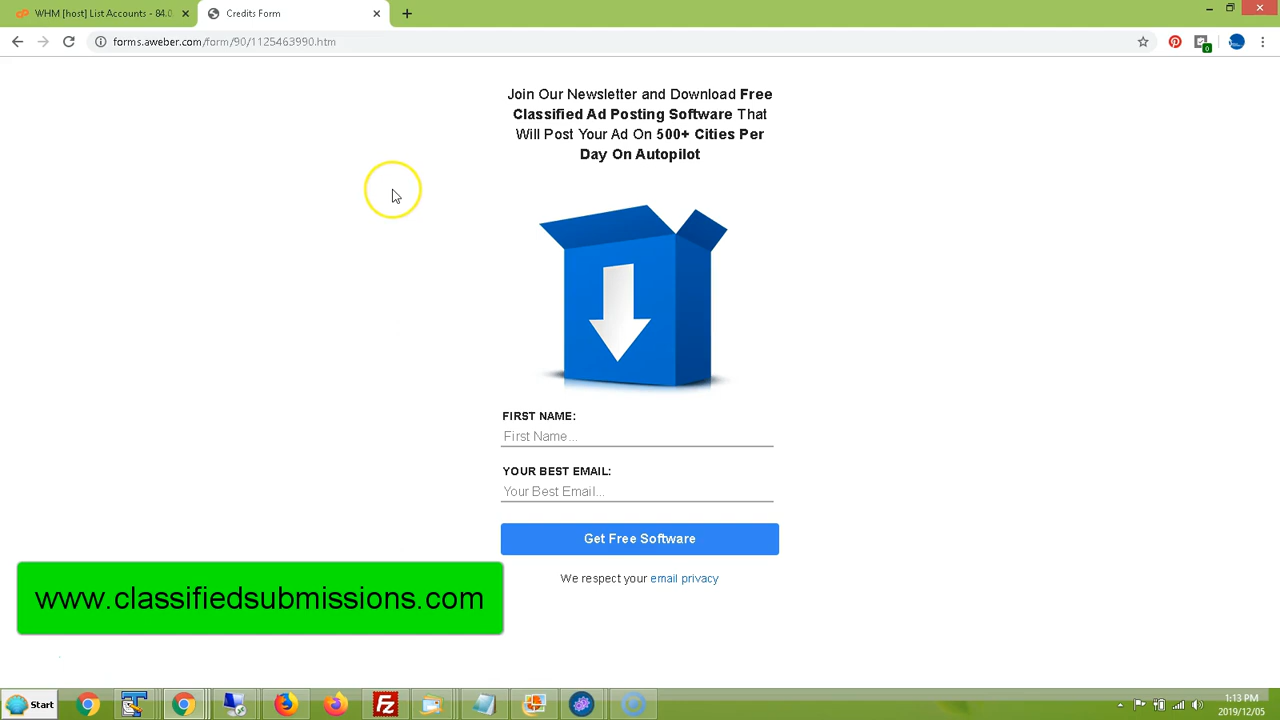 WHM [host] List Accounts - 84.0
Credits Form
forms.aweber.com/form/90/1125463990.htm
0
Join Our Newsletter and Download Free
Classified Ad Posting Software That
Will Post Your Ad On 500+ Cities Per
Day On Autopilot
FIRST NAME:
First Name...
YOUR BEST EMAIL:
Your Best Email...
Get Free Software
We respect your email privacy
www.classifiedsubmissions.com
Start
1:13 PM
2019/12/05